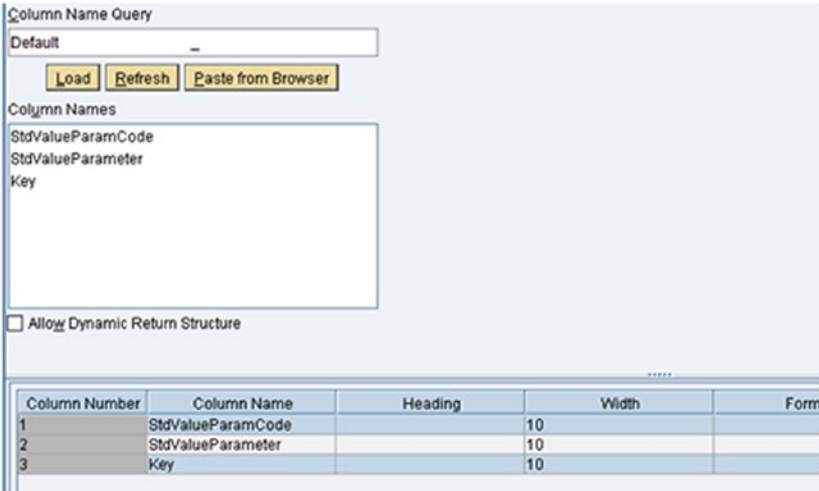 Column Name Query
Default
Load Refresh Paste from Browser
Column Names
StdValueParamCode
StdValueParameter
Key
Allow Dynamic Return Structure
Column Number Column Name Heading Width Form
1 StdValueParamCode 10
2 StdValueParameter 10
3 Key 10